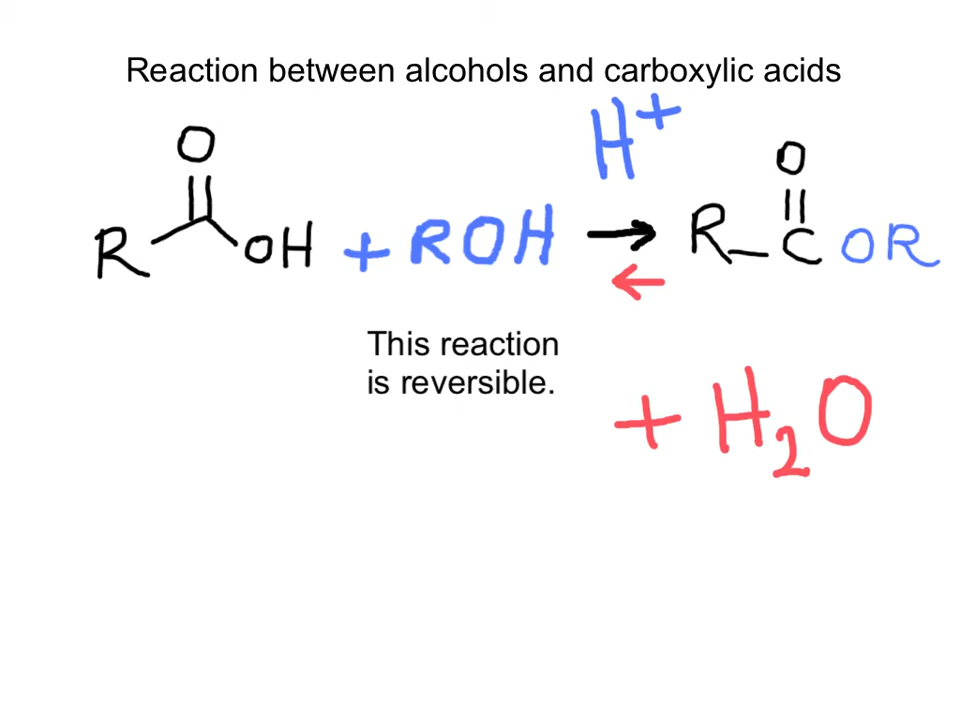 Reaction between alcohols and carboxylic acids
H+
O O
R OH + ROH → R – C OR
←
This reaction
is reversible.
+ H2O